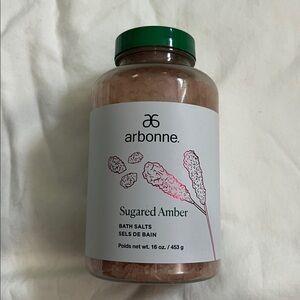 arbonne.
Sugared Amber
BATH SALTS
SELS DE BAIN
Poids net wt. 16 oz. / 453 g